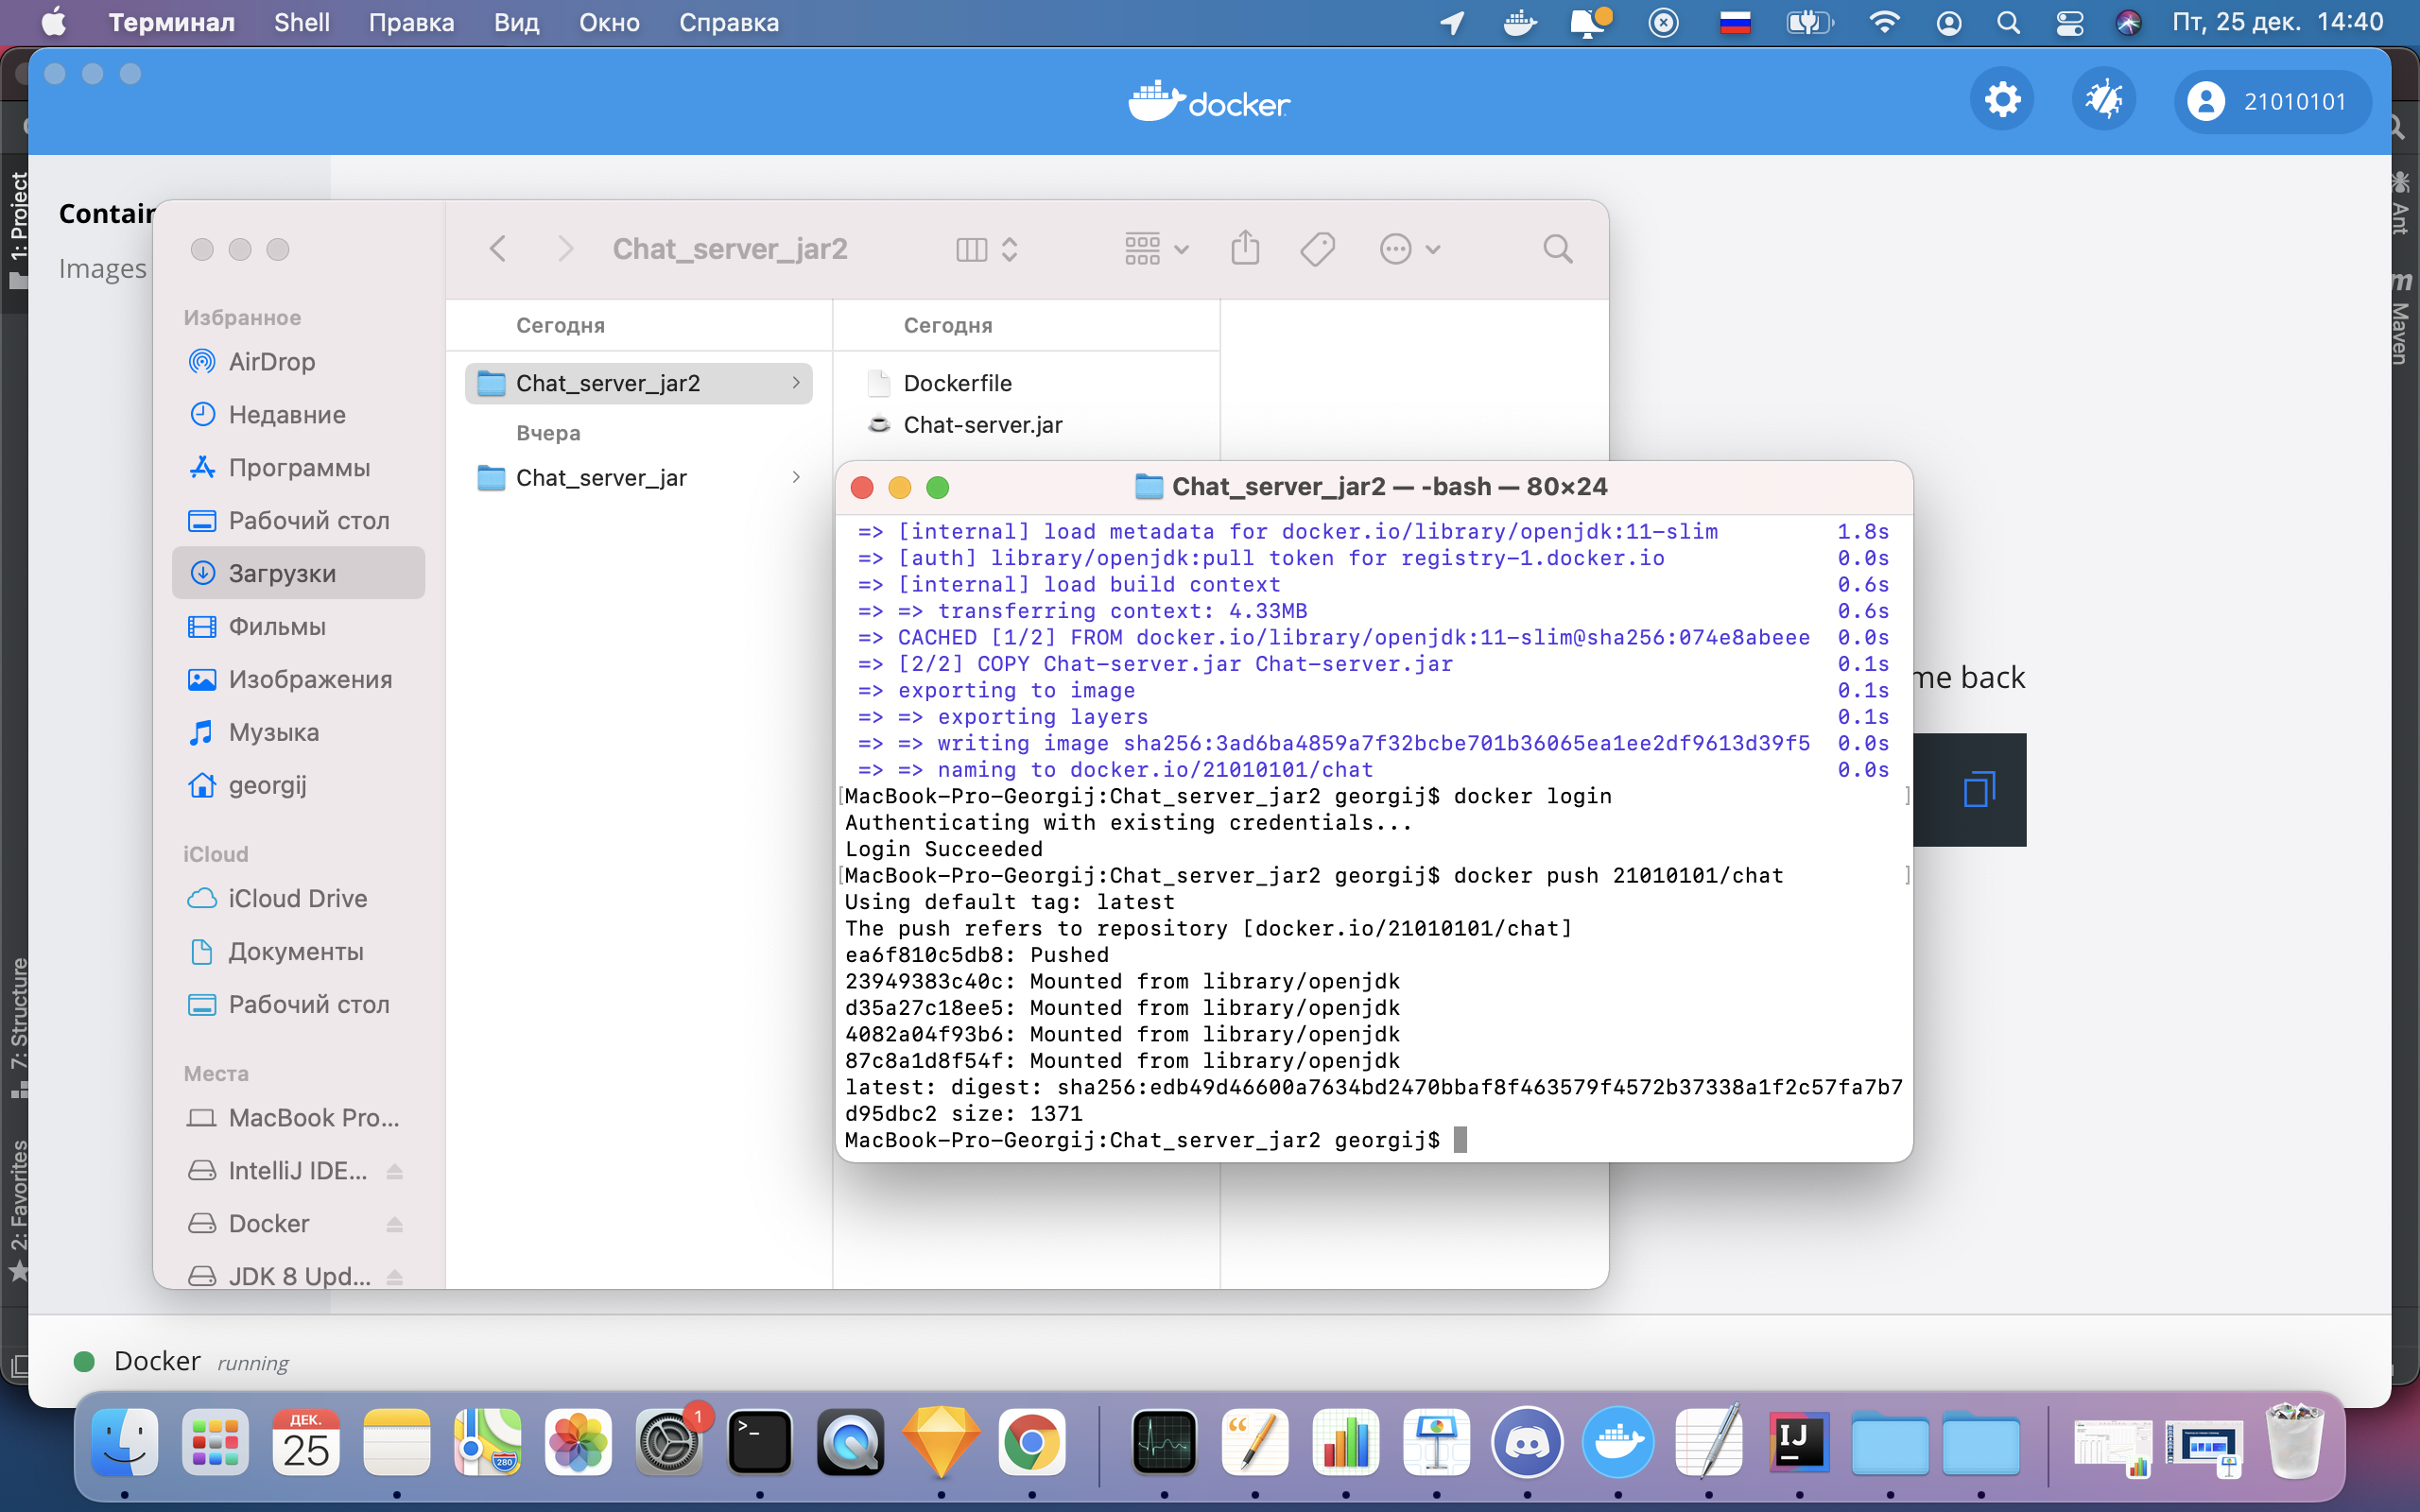 Терминал Shell Правка Вид Окно Справка Пт, 25 дек. 14:40
docker 21010101
1: Project
7: Structure
2: Favorites
Ant
Maven
Contain
Images
me back
Docker running
Chat_server_jar2
Избранное
AirDrop
Недавние
Программы
Рабочий стол
Загрузки
Фильмы
Изображения
Музыка
georgij
iCloud
iCloud Drive
Документы
Рабочий стол
Места
MacBook Pro...
IntelliJ IDE...
Docker
JDK 8 Upd...
Сегодня
Chat_server_jar2
Вчера
Chat_server_jar
Сегодня
Dockerfile
Chat-server.jar
Chat_server_jar2 — -bash — 80×24
=> [internal] load metadata for docker.io/library/openjdk:11-slim 1.8s
=> [auth] library/openjdk:pull token for registry-1.docker.io 0.0s
=> [internal] load build context 0.6s
=> => transferring context: 4.33MB 0.6s
=> CACHED [1/2] FROM docker.io/library/openjdk:11-slim@sha256:074e8abeee 0.0s
=> [2/2] COPY Chat-server.jar Chat-server.jar 0.1s
=> exporting to image 0.1s
=> => exporting layers 0.1s
=> => writing image sha256:3ad6ba4859a7f32bcbe701b36065ea1ee2df9613d39f5 0.0s
=> => naming to docker.io/21010101/chat 0.0s
[MacBook-Pro-Georgij:Chat_server_jar2 georgij$ docker login ]
Authenticating with existing credentials...
Login Succeeded
[MacBook-Pro-Georgij:Chat_server_jar2 georgij$ docker push 21010101/chat ]
Using default tag: latest
The push refers to repository [docker.io/21010101/chat]
ea6f810c5db8: Pushed
23949383c40c: Mounted from library/openjdk
d35a27c18ee5: Mounted from library/openjdk
4082a04f93b6: Mounted from library/openjdk
87c8a1d8f54f: Mounted from library/openjdk
latest: digest: sha256:edb49d46600a7634bd2470bbaf8f463579f4572b37338a1f2c57fa7b7
d95dbc2 size: 1371
MacBook-Pro-Georgij:Chat_server_jar2 georgij$
ДЕК.
25
280
1
>_
IJ